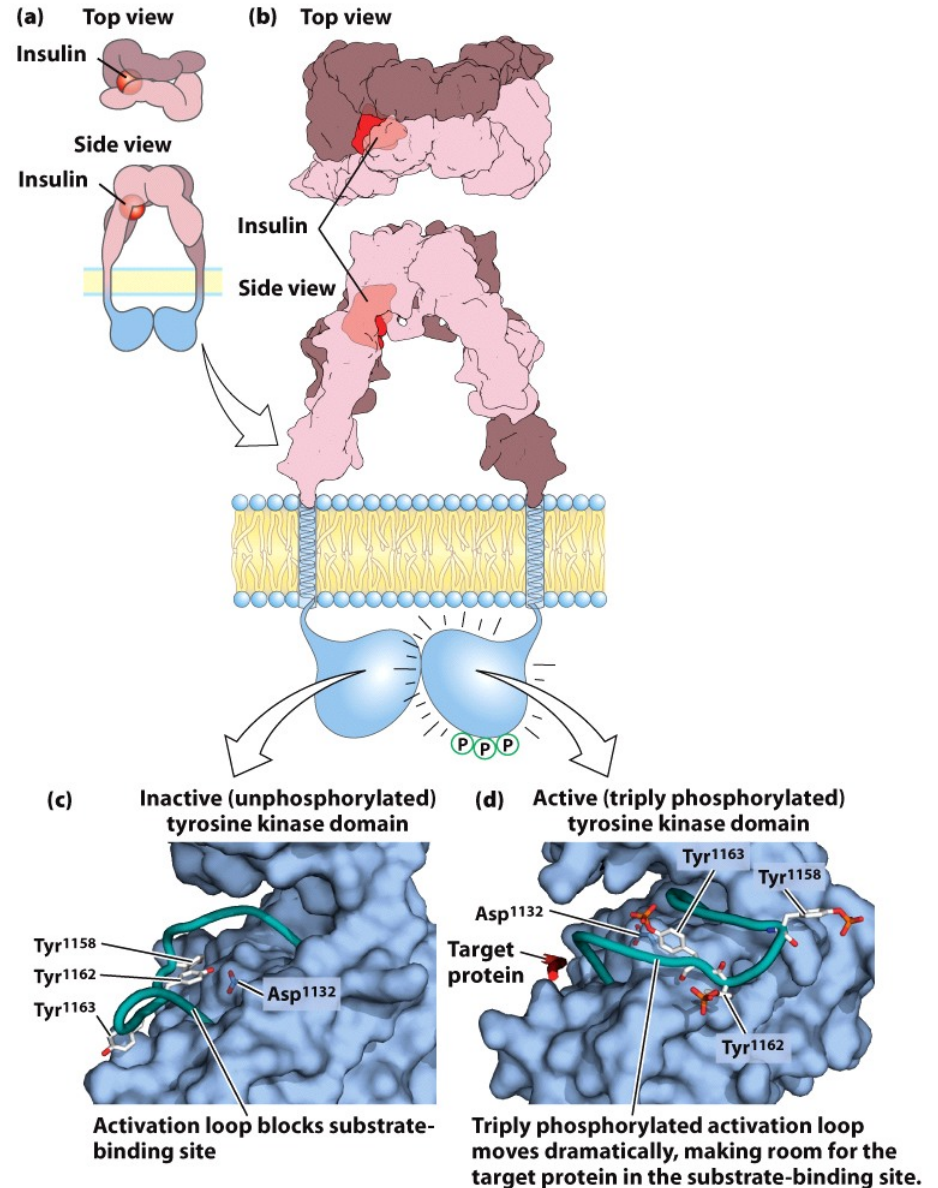 (a) Top view
Insulin
Side view
Insulin
(b) Top view
Insulin
Side view
P P P
(c) Inactive (unphosphorylated)
tyrosine kinase domain
Tyr1158
Tyr1162
Tyr1163
Asp1132
Activation loop blocks substrate-
binding site
(d) Active (triply phosphorylated)
tyrosine kinase domain
Tyr1163
Tyr1158
Asp1132
Target
protein
Tyr1162
Triply phosphorylated activation loop
moves dramatically, making room for the
target protein in the substrate-binding site.